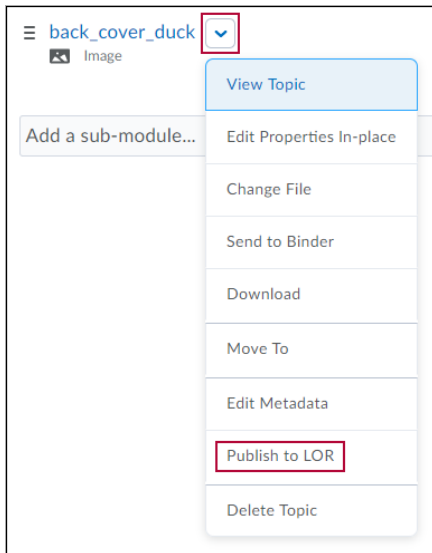 back_cover_duck
Image
View Topic
Add a sub-module...
Edit Properties In-place
Change File
Send to Binder
Download
Move To
Edit Metadata
Publish to LOR
Delete Topic